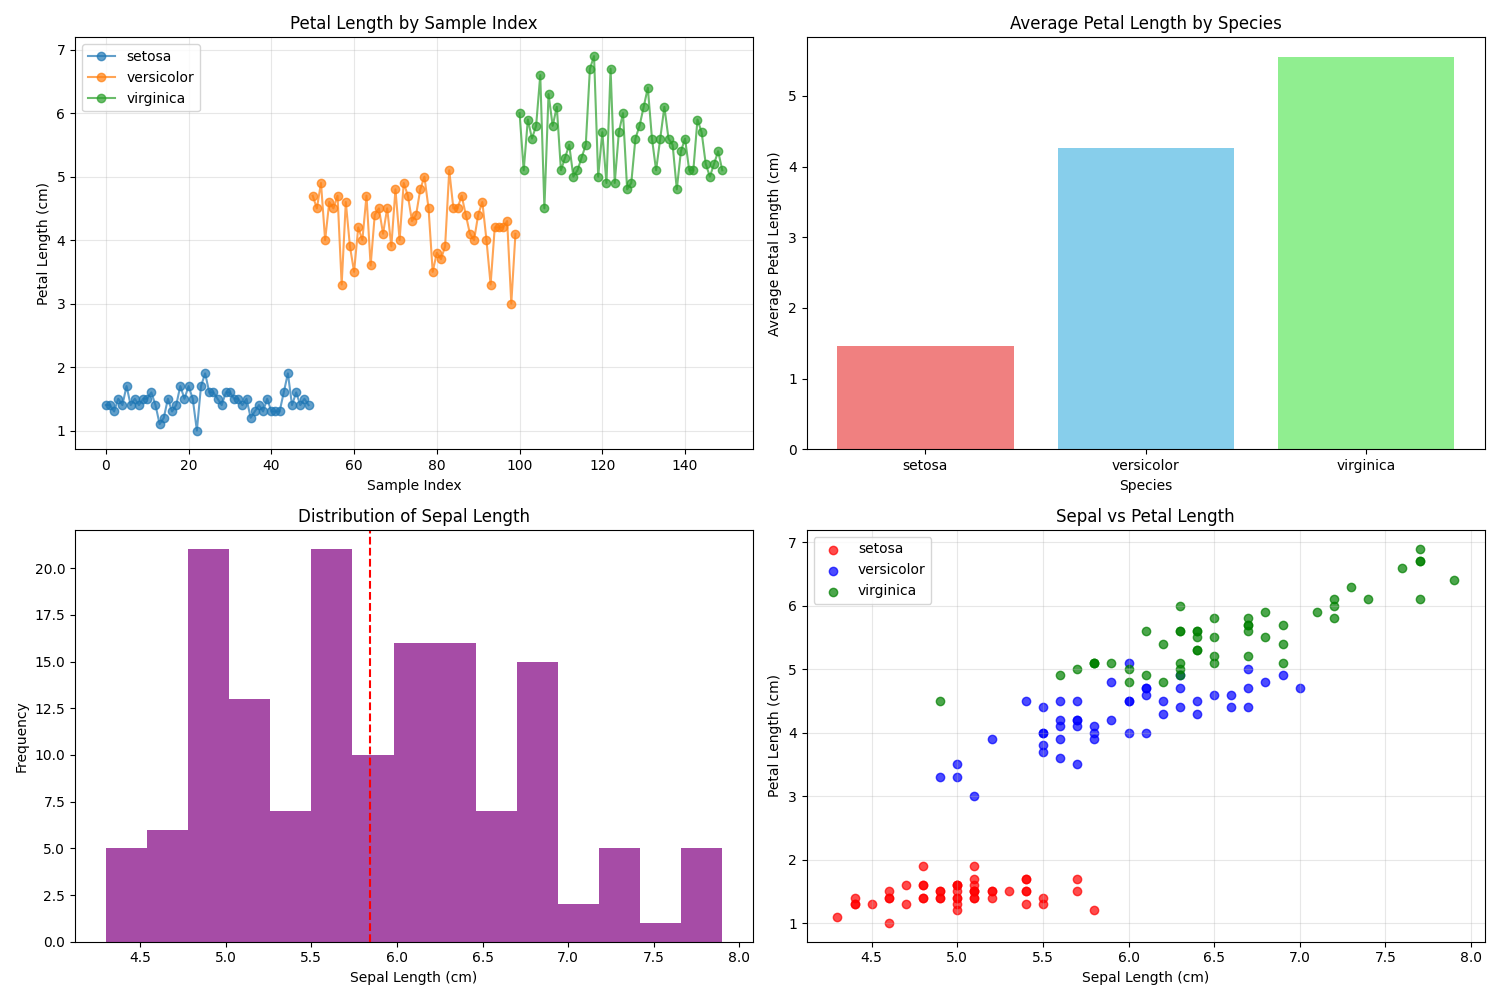 Petal Length by Sample Index
setosa
versicolor
virginica
7
6
5
4
3
2
1
Petal Length (cm)
0 20 40 60 80 100 120 140
Sample Index
Average Petal Length by Species
5
4
3
2
1
0
Average Petal Length (cm)
setosa versicolor virginica
Species
Distribution of Sepal Length
20.0
17.5
15.0
12.5
10.0
7.5
5.0
2.5
0.0
Frequency
4.5 5.0 5.5 6.0 6.5 7.0 7.5 8.0
Sepal Length (cm)
Sepal vs Petal Length
setosa
versicolor
virginica
7
6
5
4
3
2
1
Petal Length (cm)
4.5 5.0 5.5 6.0 6.5 7.0 7.5 8.0
Sepal Length (cm)